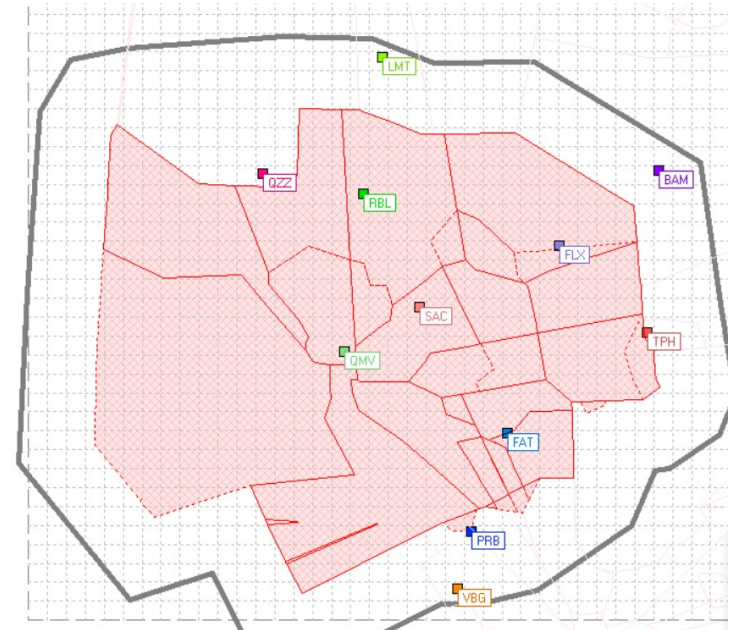 LMT
BAM
QZZ
RBL
FLX
SAC
TPH
QMV
FAT
PRB
VBG